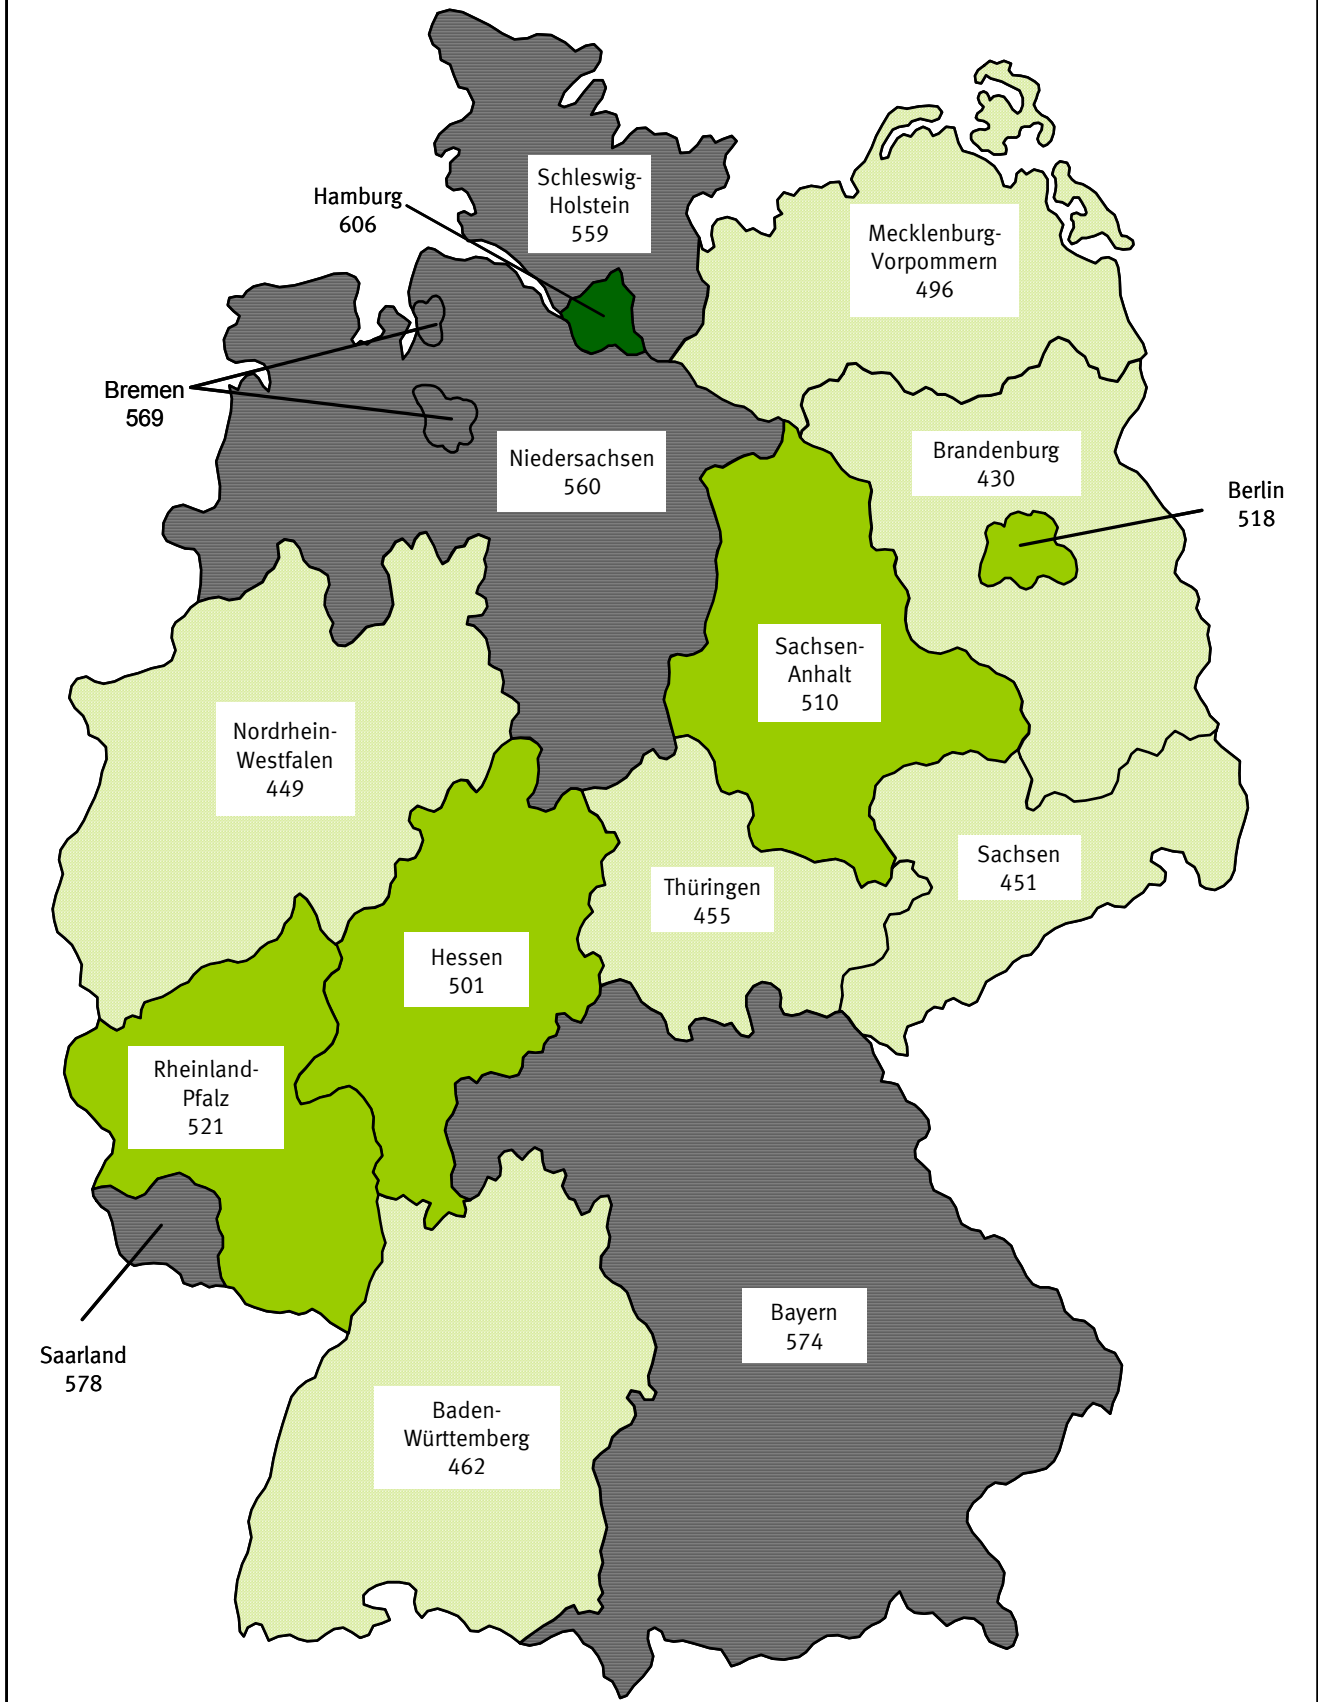 Schleswig-
Holstein
559
Hamburg
606
Mecklenburg-
Vorpommern
496
Bremen
569
Niedersachsen
560
Brandenburg
430
Berlin
518
Sachsen-
Anhalt
510
Nordrhein-
Westfalen
449
Sachsen
451
Thüringen
455
Hessen
501
Rheinland-
Pfalz
521
Bayern
574
Saarland
578
Baden-
Württemberg
462